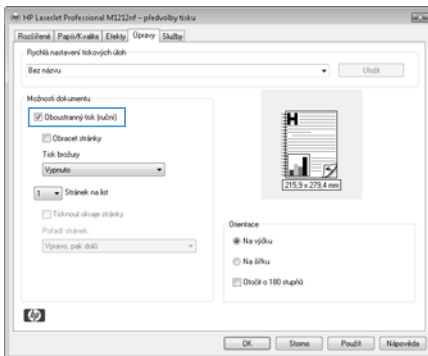 HP LaserJet Professional M1212nf – předvolby tisku
Rozšířené Papír/Kvalita Efekty Úpravy Služby
Rychlá nastavení tiskových úloh
Bez názvu
Uložit
Možnosti dokumentu
Oboustranný tisk (ruční)
Obracet stránky
Tisk brožury
Vypnuto
1 Stránek na list
Tisknout okraje stránky
Pořadí stránek:
Vpravo, pak dolů
215,9 x 279,4 mm
Orientace
Na výšku
Na šířku
Otočit o 180 stupňů
hp
OK Storno Použít Nápověda